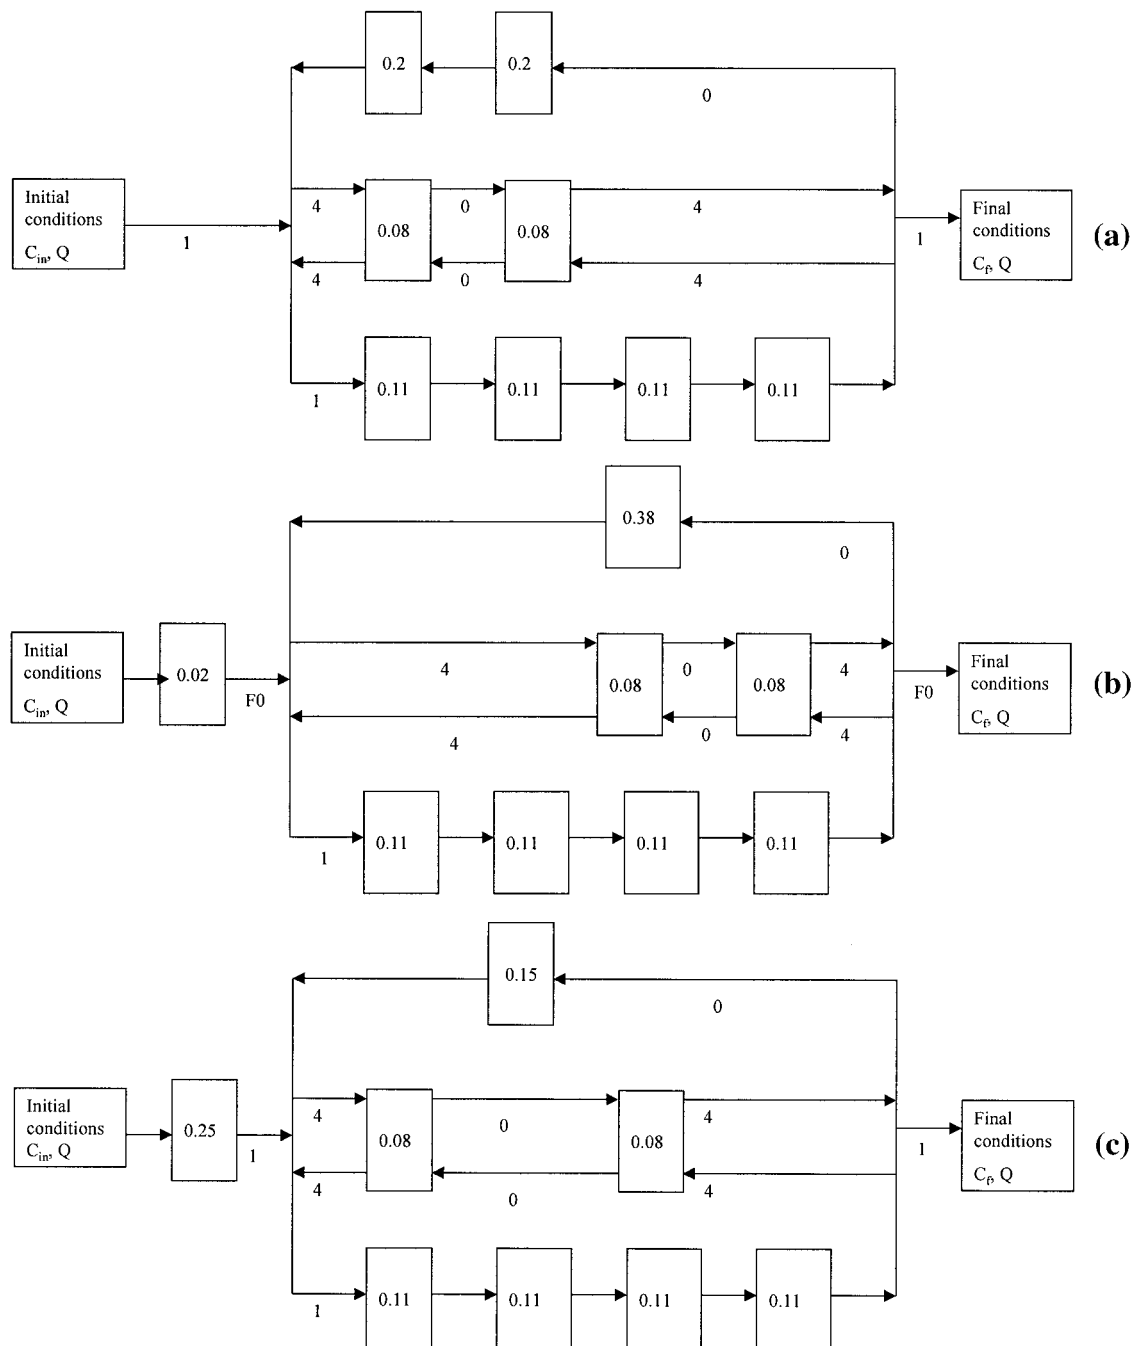 0.2 0.2
0
Initial
conditions
C_in, Q
1
4 0 4
0.08 0.08
4 0 4
1
Final
conditions
C_f, Q
(a)
0.11 0.11 0.11 0.11
1
0.38
0
Initial
conditions
C_in, Q
0.02
F0
4 0 4
0.08 0.08
4 0 4
F0
Final
conditions
C_f, Q
(b)
0.11 0.11 0.11 0.11
1
0.15
0
Initial
conditions
C_in, Q
0.25
1
4 0 4
0.08 0.08
4 0 4
1
Final
conditions
C_f, Q
(c)
0.11 0.11 0.11 0.11
1